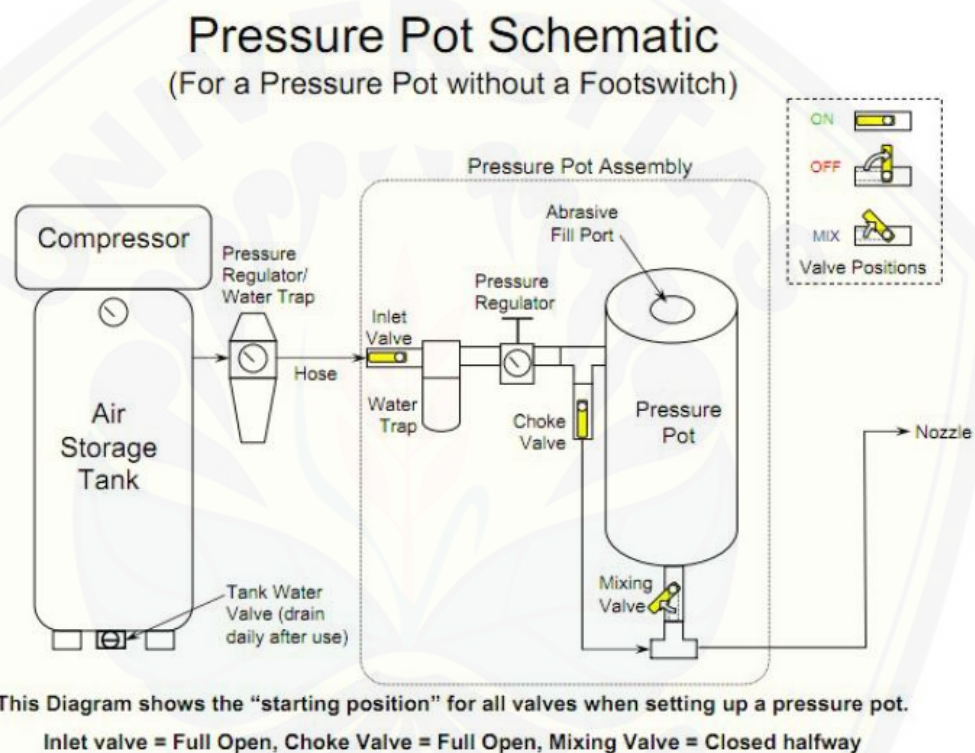 Pressure Pot Schematic
(For a Pressure Pot without a Footswitch)
ON
OFF
MIX
Valve Positions
Pressure Pot Assembly
Compressor
Pressure
Regulator/
Water Trap
Abrasive
Fill Port
Pressure
Regulator
Inlet
Valve
Hose
Water
Trap
Choke
Valve
Pressure
Pot
Nozzle
Air
Storage
Tank
Mixing
Valve
Tank Water
Valve (drain
daily after use)
This Diagram shows the “starting position” for all valves when setting up a pressure pot.
Inlet valve = Full Open, Choke Valve = Full Open, Mixing Valve = Closed halfway
UNIVERSITAS